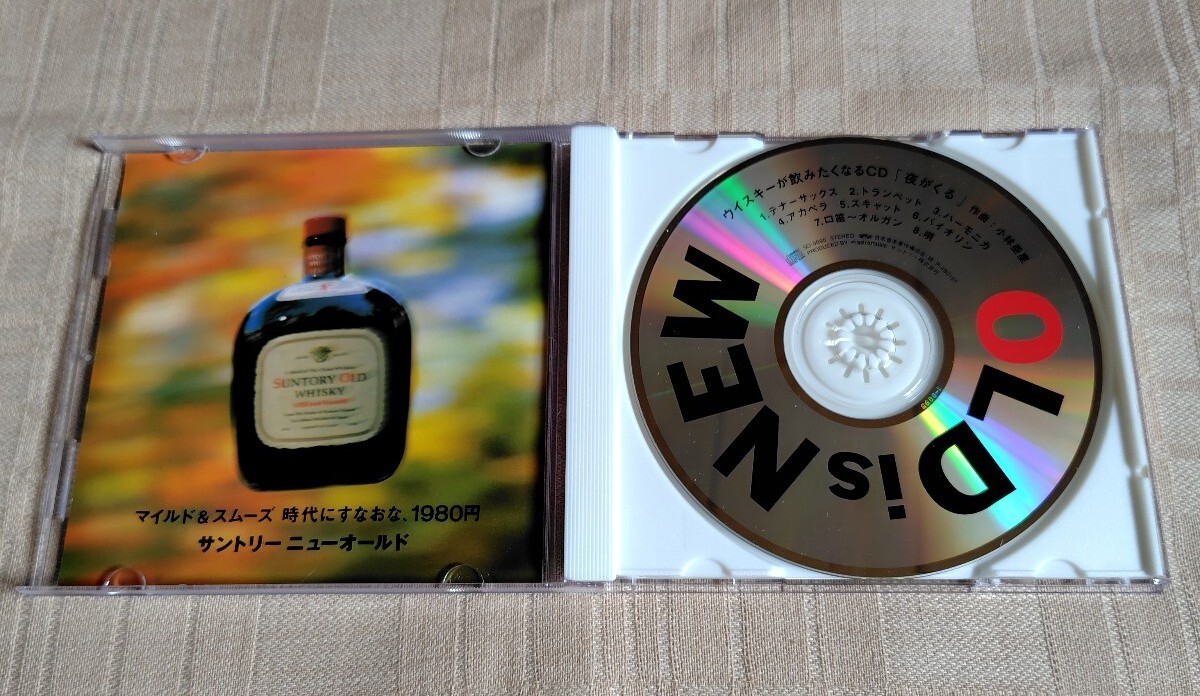 SUNTORY OLD
WHISKY
マイルド&スムーズ 時代にすなおな、1980円
サントリー ニューオールド
ウイスキーが飲みたくなるCD「夜がくる」作曲:小林亜星
1.テナーサックス 2.トランペット 3.ハーモニカ
4.アカペラ 5.スキャット 6.バイオリン
7.口笛〜オルガン 8.唄
STEREO
PRODUCED BY
OLD is NEW